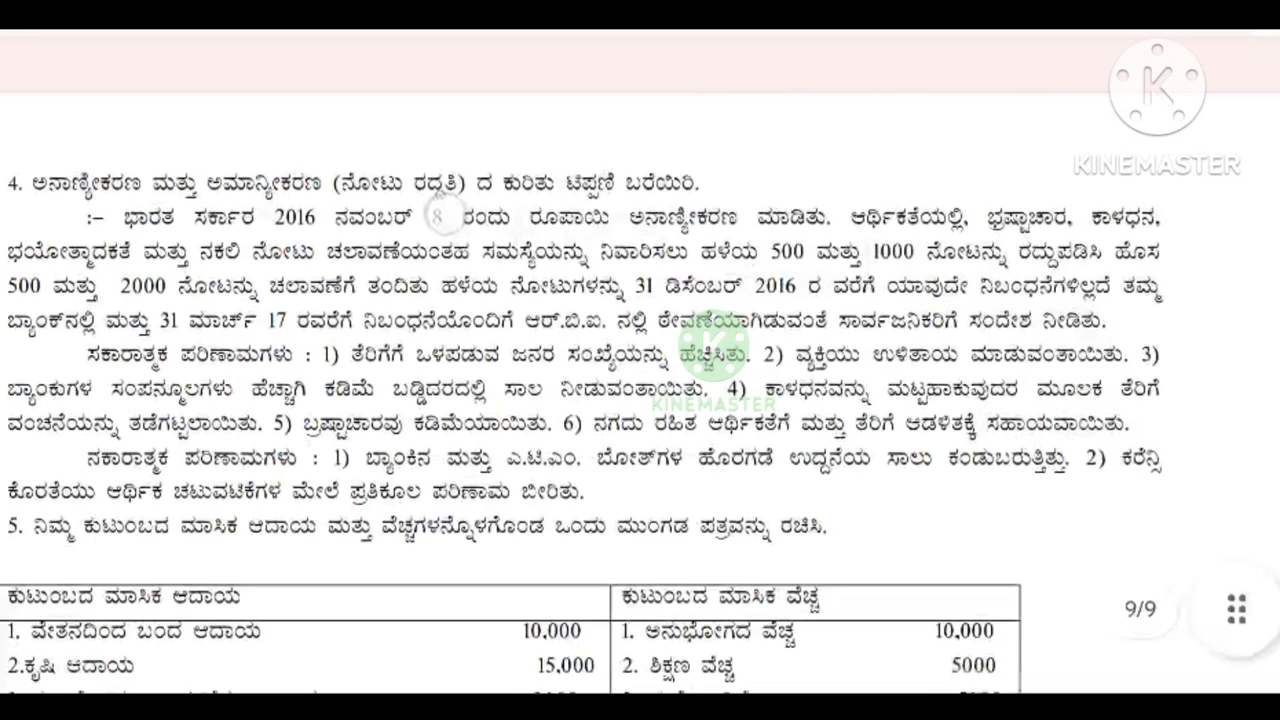 KINEMASTER
4. ಅನಾಣ್ಯೀಕರಣ ಮತ್ತು ಅಮಾನ್ಯೀಕರಣ (ನೋಟು ರದ್ದತಿ) ದ ಕುರಿತು ಟಿಪ್ಪಣಿ ಬರೆಯಿರಿ.
:– ಭಾರತ ಸರ್ಕಾರ 2016 ನವಂಬರ್ 8 ರಂದು ರೂಪಾಯಿ ಅನಾಣ್ಯೀಕರಣ ಮಾಡಿತು. ಆರ್ಥಿಕತೆಯಲ್ಲಿ, ಭ್ರಷ್ಟಾಚಾರ, ಕಾಳಧನ,
ಭಯೋತ್ಮಾದಕತೆ ಮತ್ತು ನಕಲಿ ನೋಟು ಚಲಾವಣೆಯಂತಹ ಸಮಸ್ಯೆಯನ್ನು ನಿವಾರಿಸಲು ಹಳೆಯ 500 ಮತ್ತು 1000 ನೋಟನ್ನು ರದ್ದುಪಡಿಸಿ ಹೊಸ
500 ಮತ್ತು 2000 ನೋಟನ್ನು ಚಲಾವಣೆಗೆ ತಂದಿತು ಹಳೆಯ ನೋಟುಗಳನ್ನು 31 ಡಿಸೆಂಬರ್ 2016 ರ ವರೆಗೆ ಯಾವುದೇ ನಿಬಂಧನೆಗಳಿಲ್ಲದೆ ತಮ್ಮ
ಬ್ಯಾಂಕ್‌ನಲ್ಲಿ ಮತ್ತು 31 ಮಾರ್ಚ್ 17 ರವರೆಗೆ ನಿಬಂಧನೆಯೊಂದಿಗೆ ಆರ್.ಬಿ.ಐ. ನಲ್ಲಿ ಠೇವಣೆಯಾಗಿಡುವಂತೆ ಸಾರ್ವಜನಿಕರಿಗೆ ಸಂದೇಶ ನೀಡಿತು.
ಸಕಾರಾತ್ಮಕ ಪರಿಣಾಮಗಳು : 1) ತೆರಿಗೆಗೆ ಒಳಪಡುವ ಜನರ ಸಂಖ್ಯೆಯನ್ನು ಹೆಚ್ಚಿಸಿತು. 2) ವ್ಯಕ್ತಿಯು ಉಳಿತಾಯ ಮಾಡುವಂತಾಯಿತು. 3)
ಬ್ಯಾಂಕುಗಳ ಸಂಪನ್ಮೂಲಗಳು ಹೆಚ್ಚಾಗಿ ಕಡಿಮೆ ಬಡ್ಡಿದರದಲ್ಲಿ ಸಾಲ ನೀಡುವಂತಾಯಿತು. 4) ಕಾಳಧನವನ್ನು ಮಟ್ಟಹಾಕುವುದರ ಮೂಲಕ ತೆರಿಗೆ
KINEMASTER
ವಂಚನೆಯನ್ನು ತಡೆಗಟ್ಟಲಾಯಿತು. 5) ಬ್ರಷ್ಟಾಚಾರವು ಕಡಿಮೆಯಾಯಿತು. 6) ನಗದು ರಹಿತ ಆರ್ಥಿಕತೆಗೆ ಮತ್ತು ತೆರಿಗೆ ಆಡಳಿತಕ್ಕೆ ಸಹಾಯವಾಯಿತು.
ನಕಾರಾತ್ಮಕ ಪರಿಣಾಮಗಳು : 1) ಬ್ಯಾಂಕಿನ ಮತ್ತು ಎ.ಟಿ.ಎಂ. ಬೋತ್‌ಗಳ ಹೊರಗಡೆ ಉದ್ದನೆಯ ಸಾಲು ಕಂಡುಬರುತ್ತಿತ್ತು. 2) ಕರೆನ್ಸಿ
ಕೊರತೆಯು ಆರ್ಥಿಕ ಚಟುವಟಿಕೆಗಳ ಮೇಲೆ ಪ್ರತಿಕೂಲ ಪರಿಣಾಮ ಬೀರಿತು.
5. ನಿಮ್ಮ ಕುಟುಂಬದ ಮಾಸಿಕ ಆದಾಯ ಮತ್ತು ವೆಚ್ಚಗಳನ್ನೊಳಗೊಂಡ ಒಂದು ಮುಂಗಡ ಪತ್ರವನ್ನು ರಚಿಸಿ.
ಕುಟುಂಬದ ಮಾಸಿಕ ಆದಾಯ ಕುಟುಂಬದ ಮಾಸಿಕ ವೆಚ್ಚ
1. ವೇತನದಿಂದ ಬಂದ ಆದಾಯ 10,000 1. ಅನುಭೋಗದ ವೆಚ್ಚ 10,000
2.ಕೃಷಿ ಆದಾಯ 15,000 2. ಶಿಕ್ಷಣ ವೆಚ್ಚ 5000
9/9